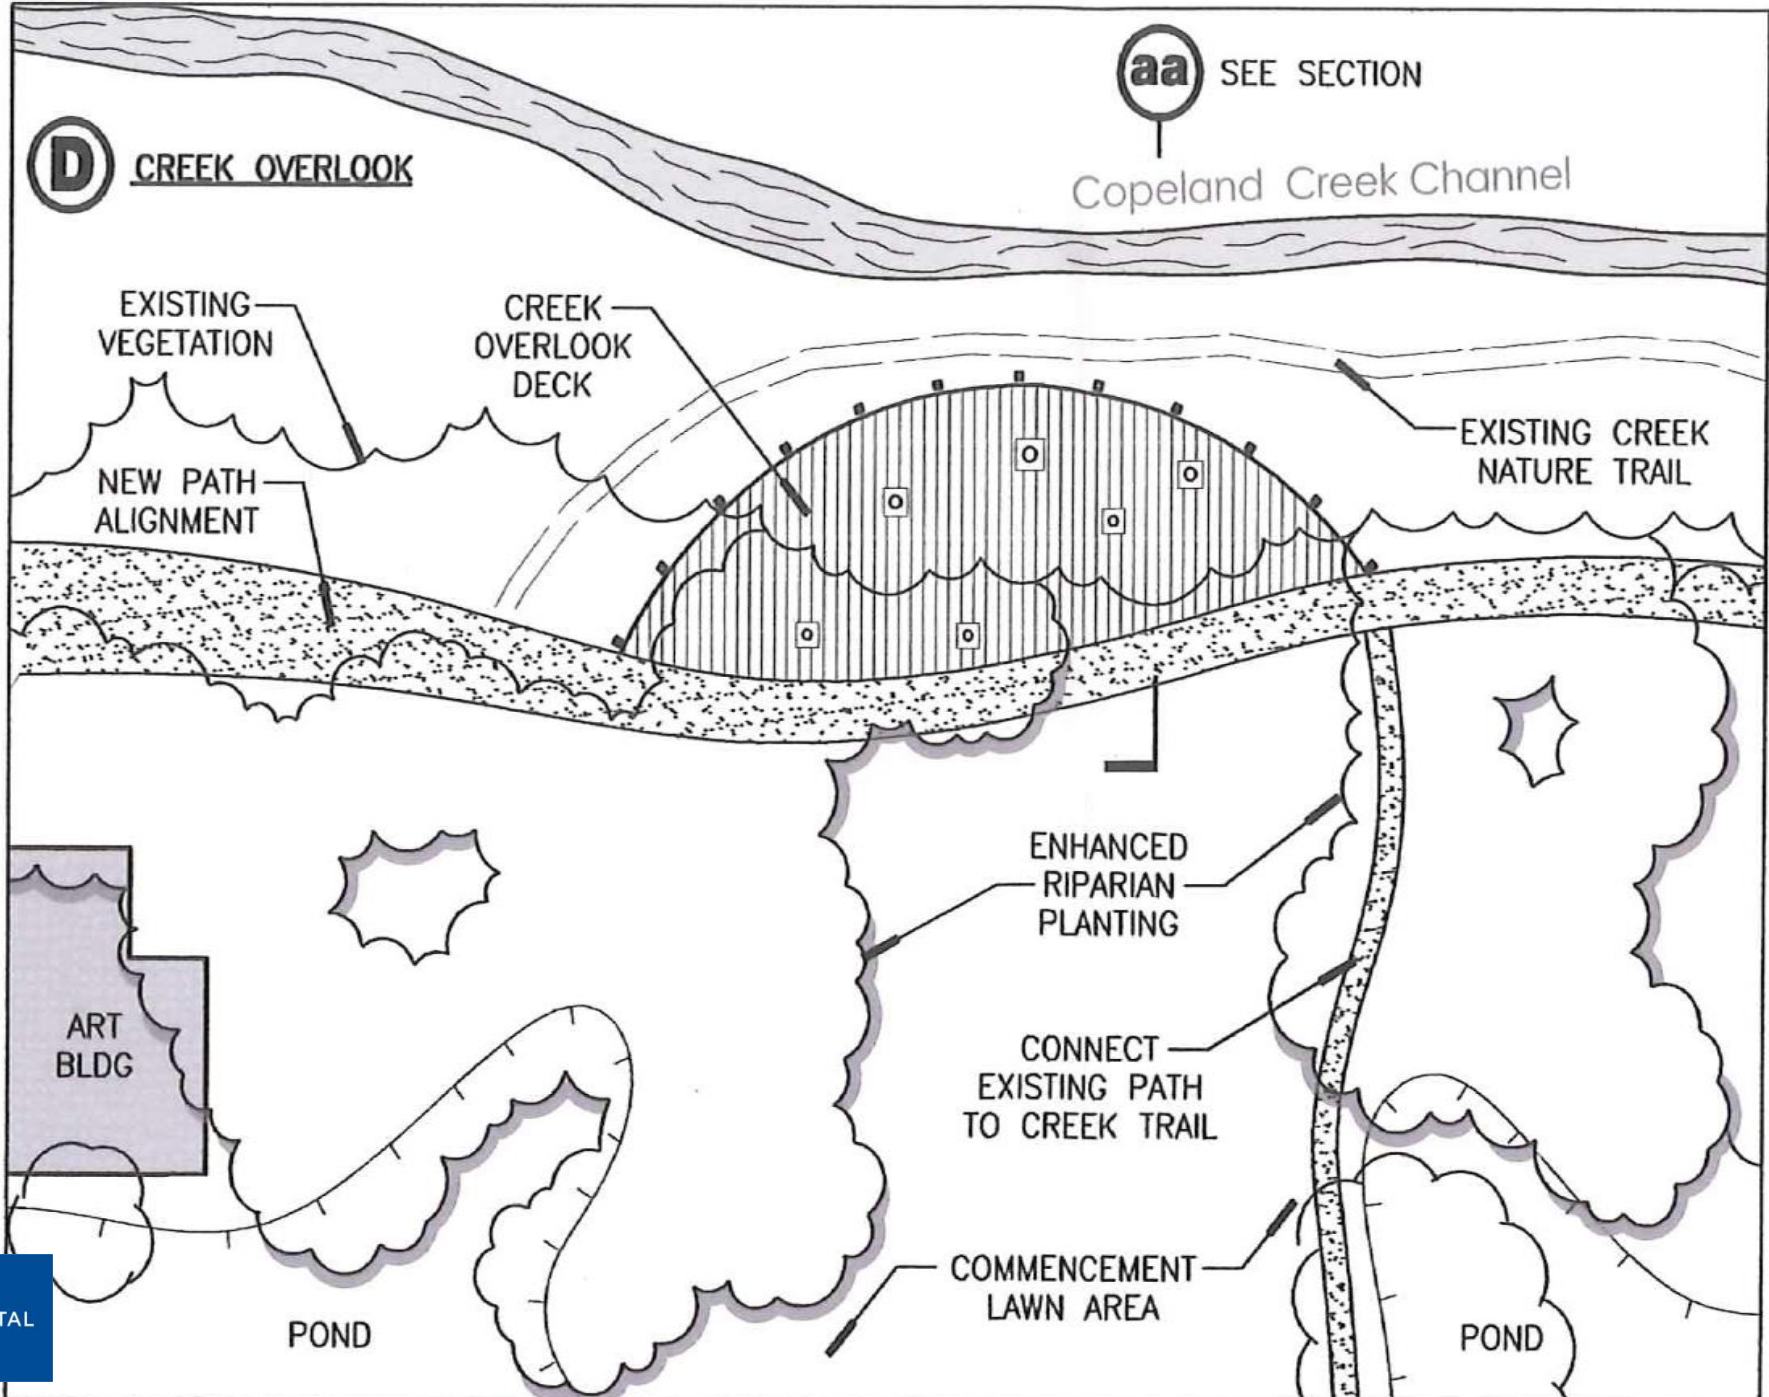 aa SEE SECTION
Copeland Creek Channel
D CREEK OVERLOOK
EXISTING
VEGETATION
CREEK
OVERLOOK
DECK
EXISTING CREEK
NATURE TRAIL
NEW PATH
ALIGNMENT
ENHANCED
RIPARIAN
PLANTING
ART
BLDG
CONNECT
EXISTING PATH
TO CREEK TRAIL
COMMENCEMENT
LAWN AREA
POND
POND
TAL